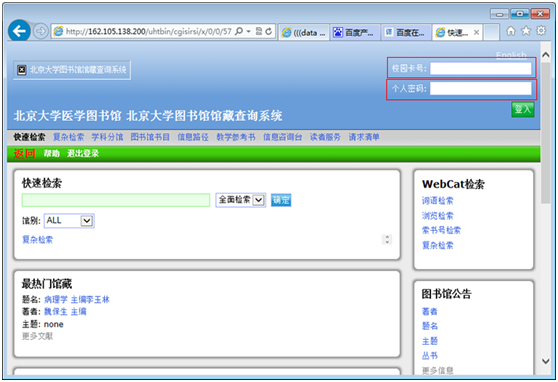 http://162.105.138.200/uhtbin/cgisirsi/x/0/0/57
(((data ...
百度产...
百度在...
快速...
English
北京大学图书馆馆藏查询系统
校园卡号:
个人密码:
登入
北京大学医学图书馆 北京大学图书馆馆藏查询系统
快速检索 复杂检索 学科分馆 图书馆书目 信息路径 教学参考书 信息咨询台 读者服务 请求清单
返回 帮助 退出登录
快速检索
全面检索 确定
馆别: ALL
复杂检索
最热门馆藏
题名: 病理学 主编李玉林
著者: 魏保生 主编
主题: none
更多文献
WebCat检索
词语检索
浏览检索
索书号检索
复杂检索
图书馆公告
著者
题名
主题
丛书
更多信息